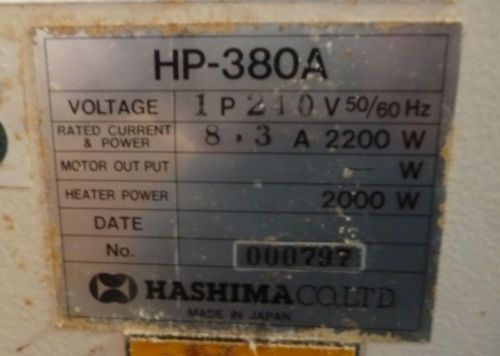 HP-380A
VOLTAGE 1P 210V 50/60 Hz
RATED CURRENT & POWER 8.3 A 2200 W
MOTOR OUT PUT — W
HEATER POWER 2000 W
DATE
No. 000797
HASHIMA CO.LTD.
MADE IN JAPAN